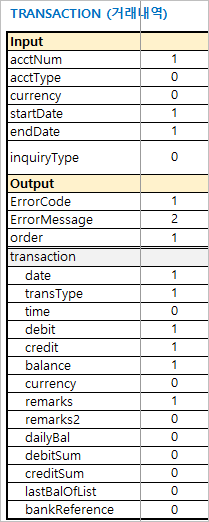 TRANSACTION (거래내역)
Input
acctNum 1
acctType 0
currency 0
startDate 1
endDate 1
inquiryType 0
Output
ErrorCode 1
ErrorMessage 2
order 1
transaction
date 1
transType 1
time 0
debit 1
credit 1
balance 1
currency 0
remarks 1
remarks2 0
dailyBal 0
debitSum 0
creditSum 0
lastBalOfList 0
bankReference 0